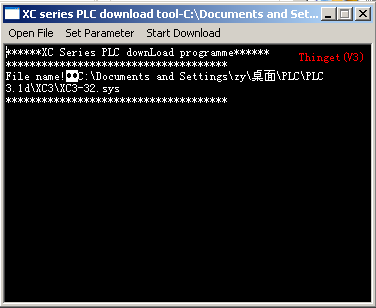 XC series PLC download tool-C:\Documents and Set...
Open File Set Parameter Start Download
******XC Series PLC downLoad programme******
Thinget(V3)
*************************************
File name!●●C:\Documents and Settings\zy\桌面\PLC\PLC
3.1d\XC3\XC3-32.sys
*************************************